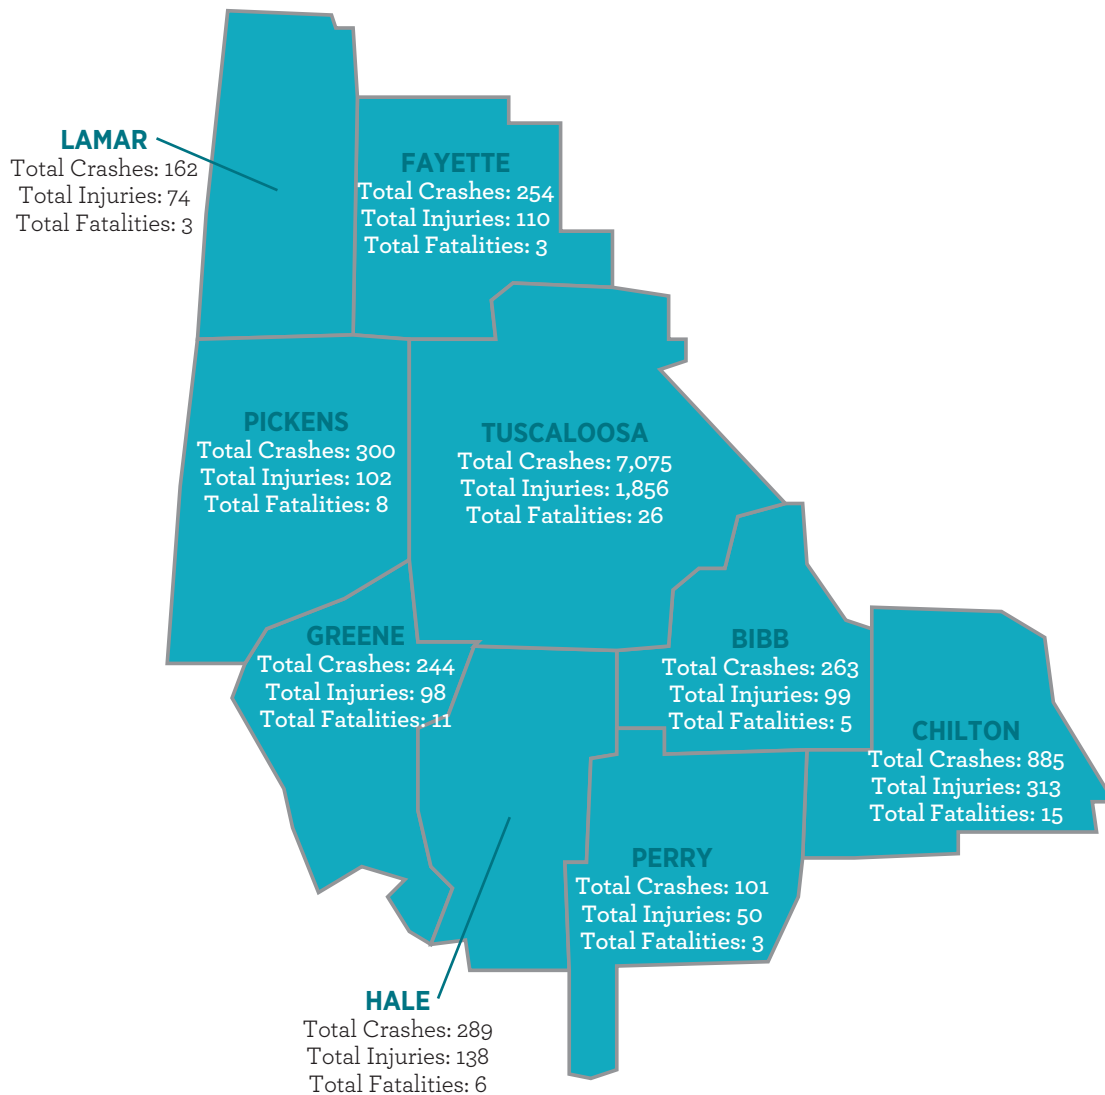 LAMAR
Total Crashes: 162
Total Injuries: 74
Total Fatalities: 3
FAYETTE
Total Crashes: 254
Total Injuries: 110
Total Fatalities: 3
PICKENS
Total Crashes: 300
Total Injuries: 102
Total Fatalities: 8
TUSCALOOSA
Total Crashes: 7,075
Total Injuries: 1,856
Total Fatalities: 26
GREENE
Total Crashes: 244
Total Injuries: 98
Total Fatalities: 11
BIBB
Total Crashes: 263
Total Injuries: 99
Total Fatalities: 5
CHILTON
Total Crashes: 885
Total Injuries: 313
Total Fatalities: 15
PERRY
Total Crashes: 101
Total Injuries: 50
Total Fatalities: 3
HALE
Total Crashes: 289
Total Injuries: 138
Total Fatalities: 6